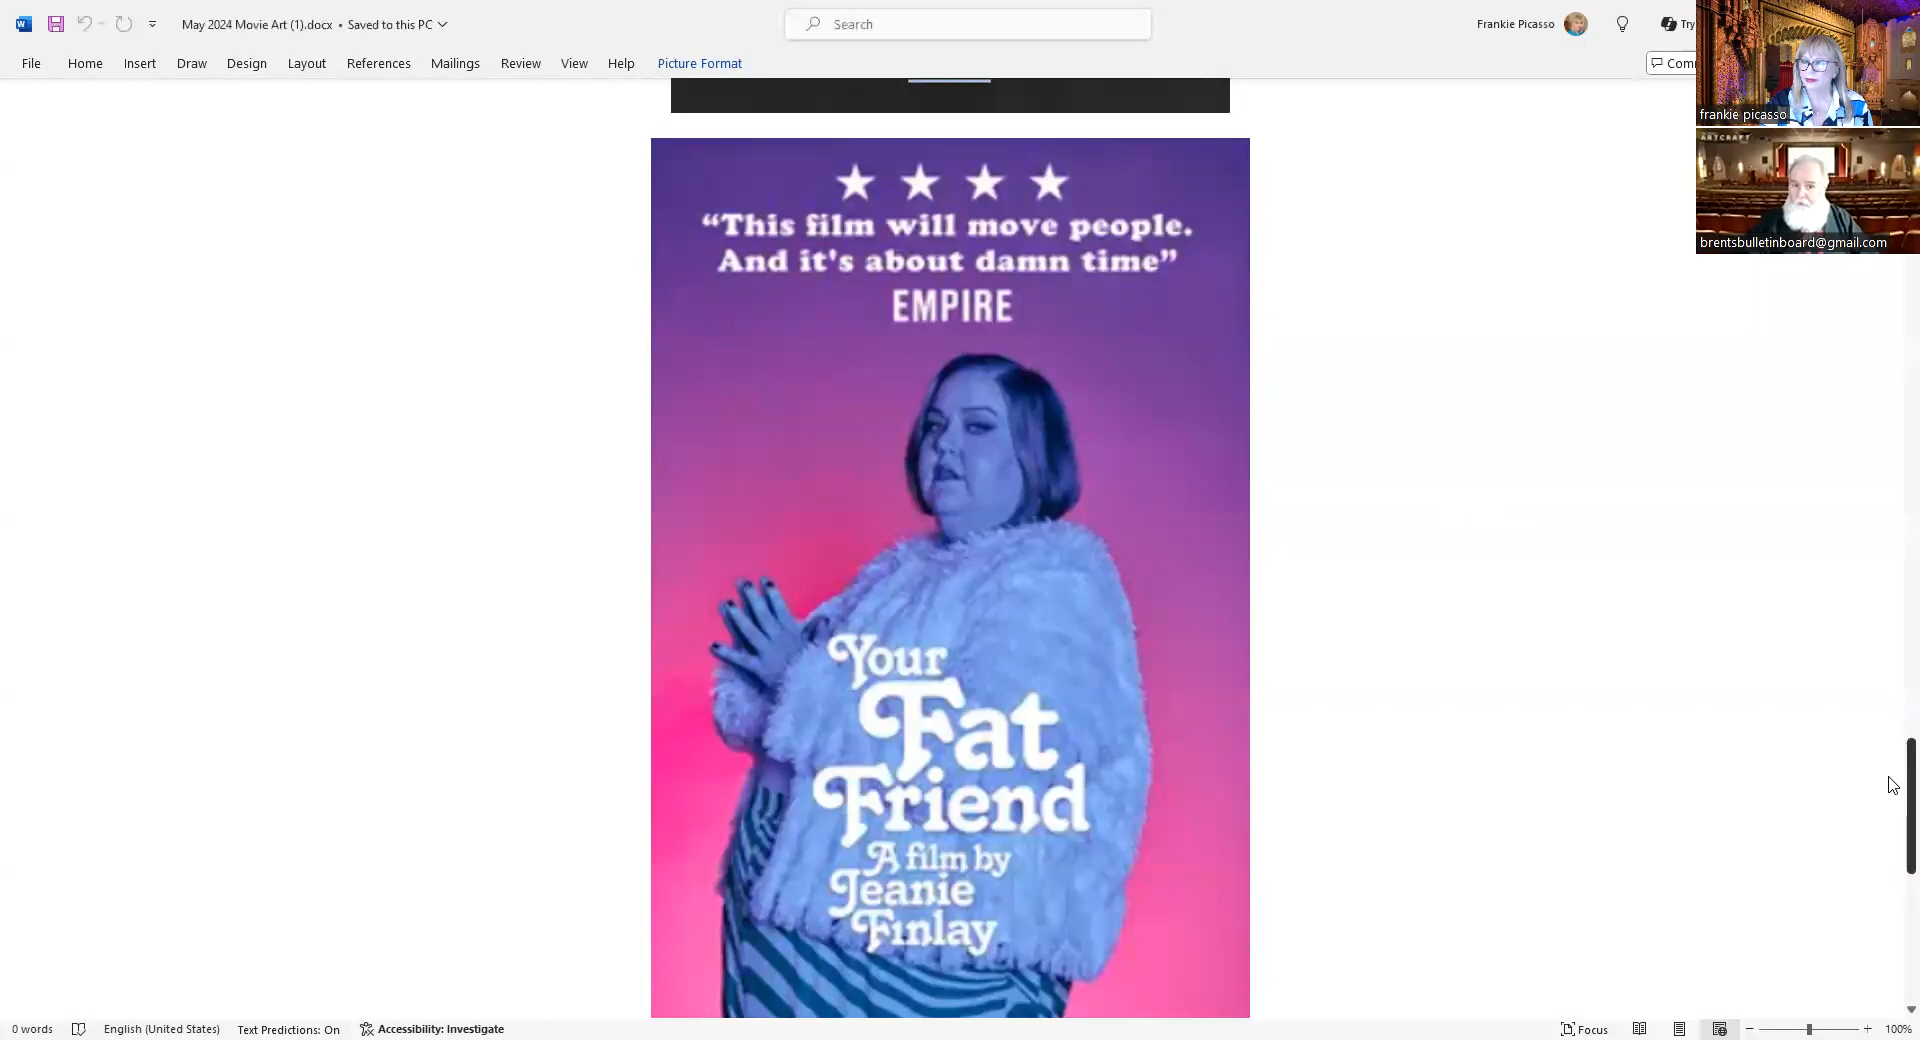 May 2024 Movie Art (1).docx • Saved to this PC
Search
Frankie Picasso
Try
File Home Insert Draw Design Layout References Mailings Review View Help Picture Format
frankie picasso
ARTCRAFT
brentsbulletinboard@gmail.com
“This film will move people.
And it's about damn time”
EMPIRE
Your
Fat
Friend
A film by
Jeanie
Finlay
0 words English (United States) Text Predictions: On Accessibility: Investigate Focus 100%